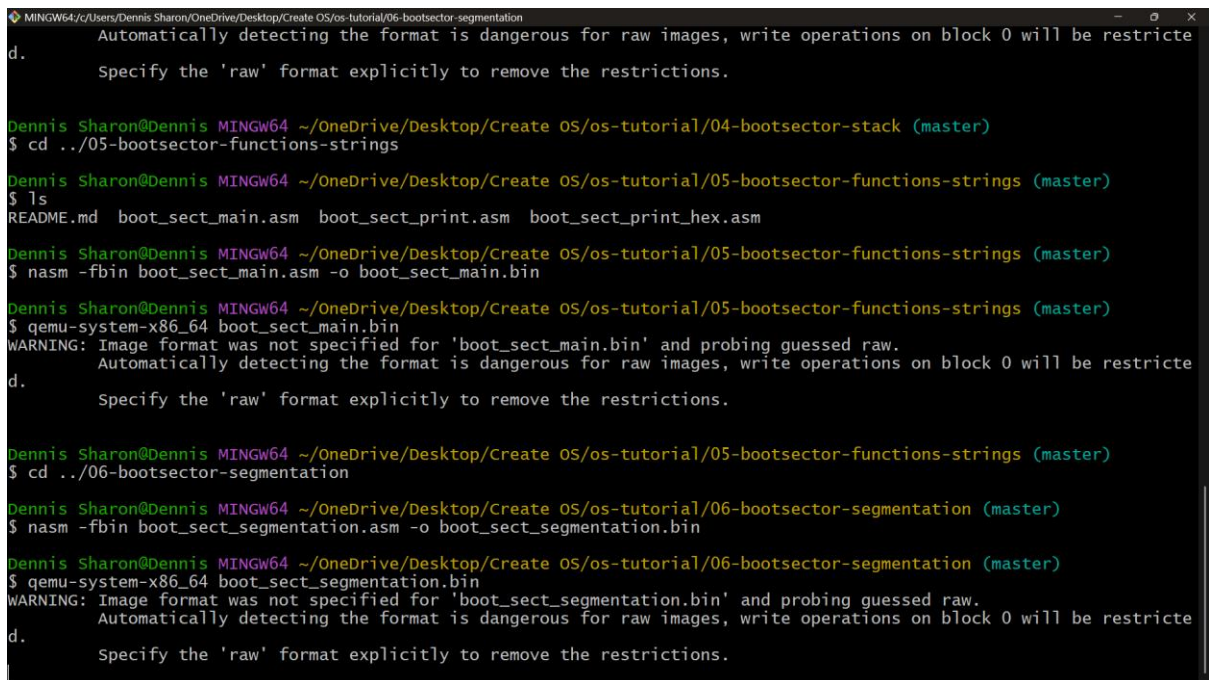 MINGW64:/c/Users/Dennis Sharon/OneDrive/Desktop/Create OS/os-tutorial/06-bootsector-segmentation
Automatically detecting the format is dangerous for raw images, write operations on block 0 will be restricte
d.
Specify the 'raw' format explicitly to remove the restrictions.
Dennis Sharon@Dennis MINGW64 ~/OneDrive/Desktop/Create OS/os-tutorial/04-bootsector-stack (master)
$ cd ../05-bootsector-functions-strings
Dennis Sharon@Dennis MINGW64 ~/OneDrive/Desktop/Create OS/os-tutorial/05-bootsector-functions-strings (master)
$ ls
README.md boot_sect_main.asm boot_sect_print.asm boot_sect_print_hex.asm
Dennis Sharon@Dennis MINGW64 ~/OneDrive/Desktop/Create OS/os-tutorial/05-bootsector-functions-strings (master)
$ nasm -fbin boot_sect_main.asm -o boot_sect_main.bin
Dennis Sharon@Dennis MINGW64 ~/OneDrive/Desktop/Create OS/os-tutorial/05-bootsector-functions-strings (master)
$ qemu-system-x86_64 boot_sect_main.bin
WARNING: Image format was not specified for 'boot_sect_main.bin' and probing guessed raw.
Automatically detecting the format is dangerous for raw images, write operations on block 0 will be restricte
d.
Specify the 'raw' format explicitly to remove the restrictions.
Dennis Sharon@Dennis MINGW64 ~/OneDrive/Desktop/Create OS/os-tutorial/05-bootsector-functions-strings (master)
$ cd ../06-bootsector-segmentation
Dennis Sharon@Dennis MINGW64 ~/OneDrive/Desktop/Create OS/os-tutorial/06-bootsector-segmentation (master)
$ nasm -fbin boot_sect_segmentation.asm -o boot_sect_segmentation.bin
Dennis Sharon@Dennis MINGW64 ~/OneDrive/Desktop/Create OS/os-tutorial/06-bootsector-segmentation (master)
$ qemu-system-x86_64 boot_sect_segmentation.bin
WARNING: Image format was not specified for 'boot_sect_segmentation.bin' and probing guessed raw.
Automatically detecting the format is dangerous for raw images, write operations on block 0 will be restricte
d.
Specify the 'raw' format explicitly to remove the restrictions.